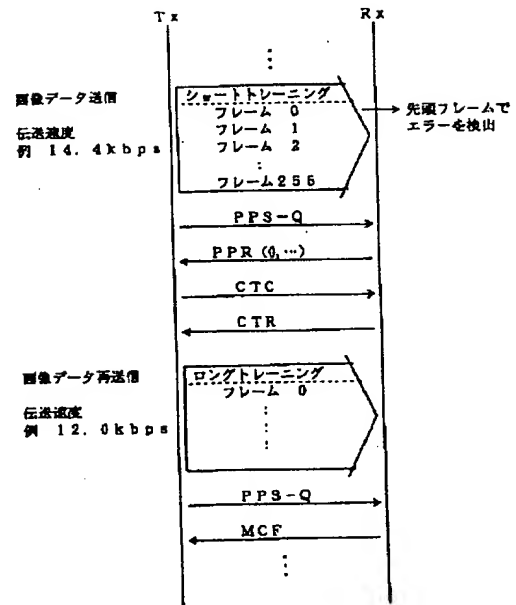 Tx Rx
画像データ送信
伝送速度
例 14.4kbps
ショートトレーニング
フレーム 0
フレーム 1
フレーム 2
フレーム255
先頭フレームで
エラーを検出
PPS-Q
PPR(0,…)
CTC
CTR
画像データ再送信
伝送速度
例 12.0kbps
ロングトレーニング
フレーム 0
PPS-Q
MCF